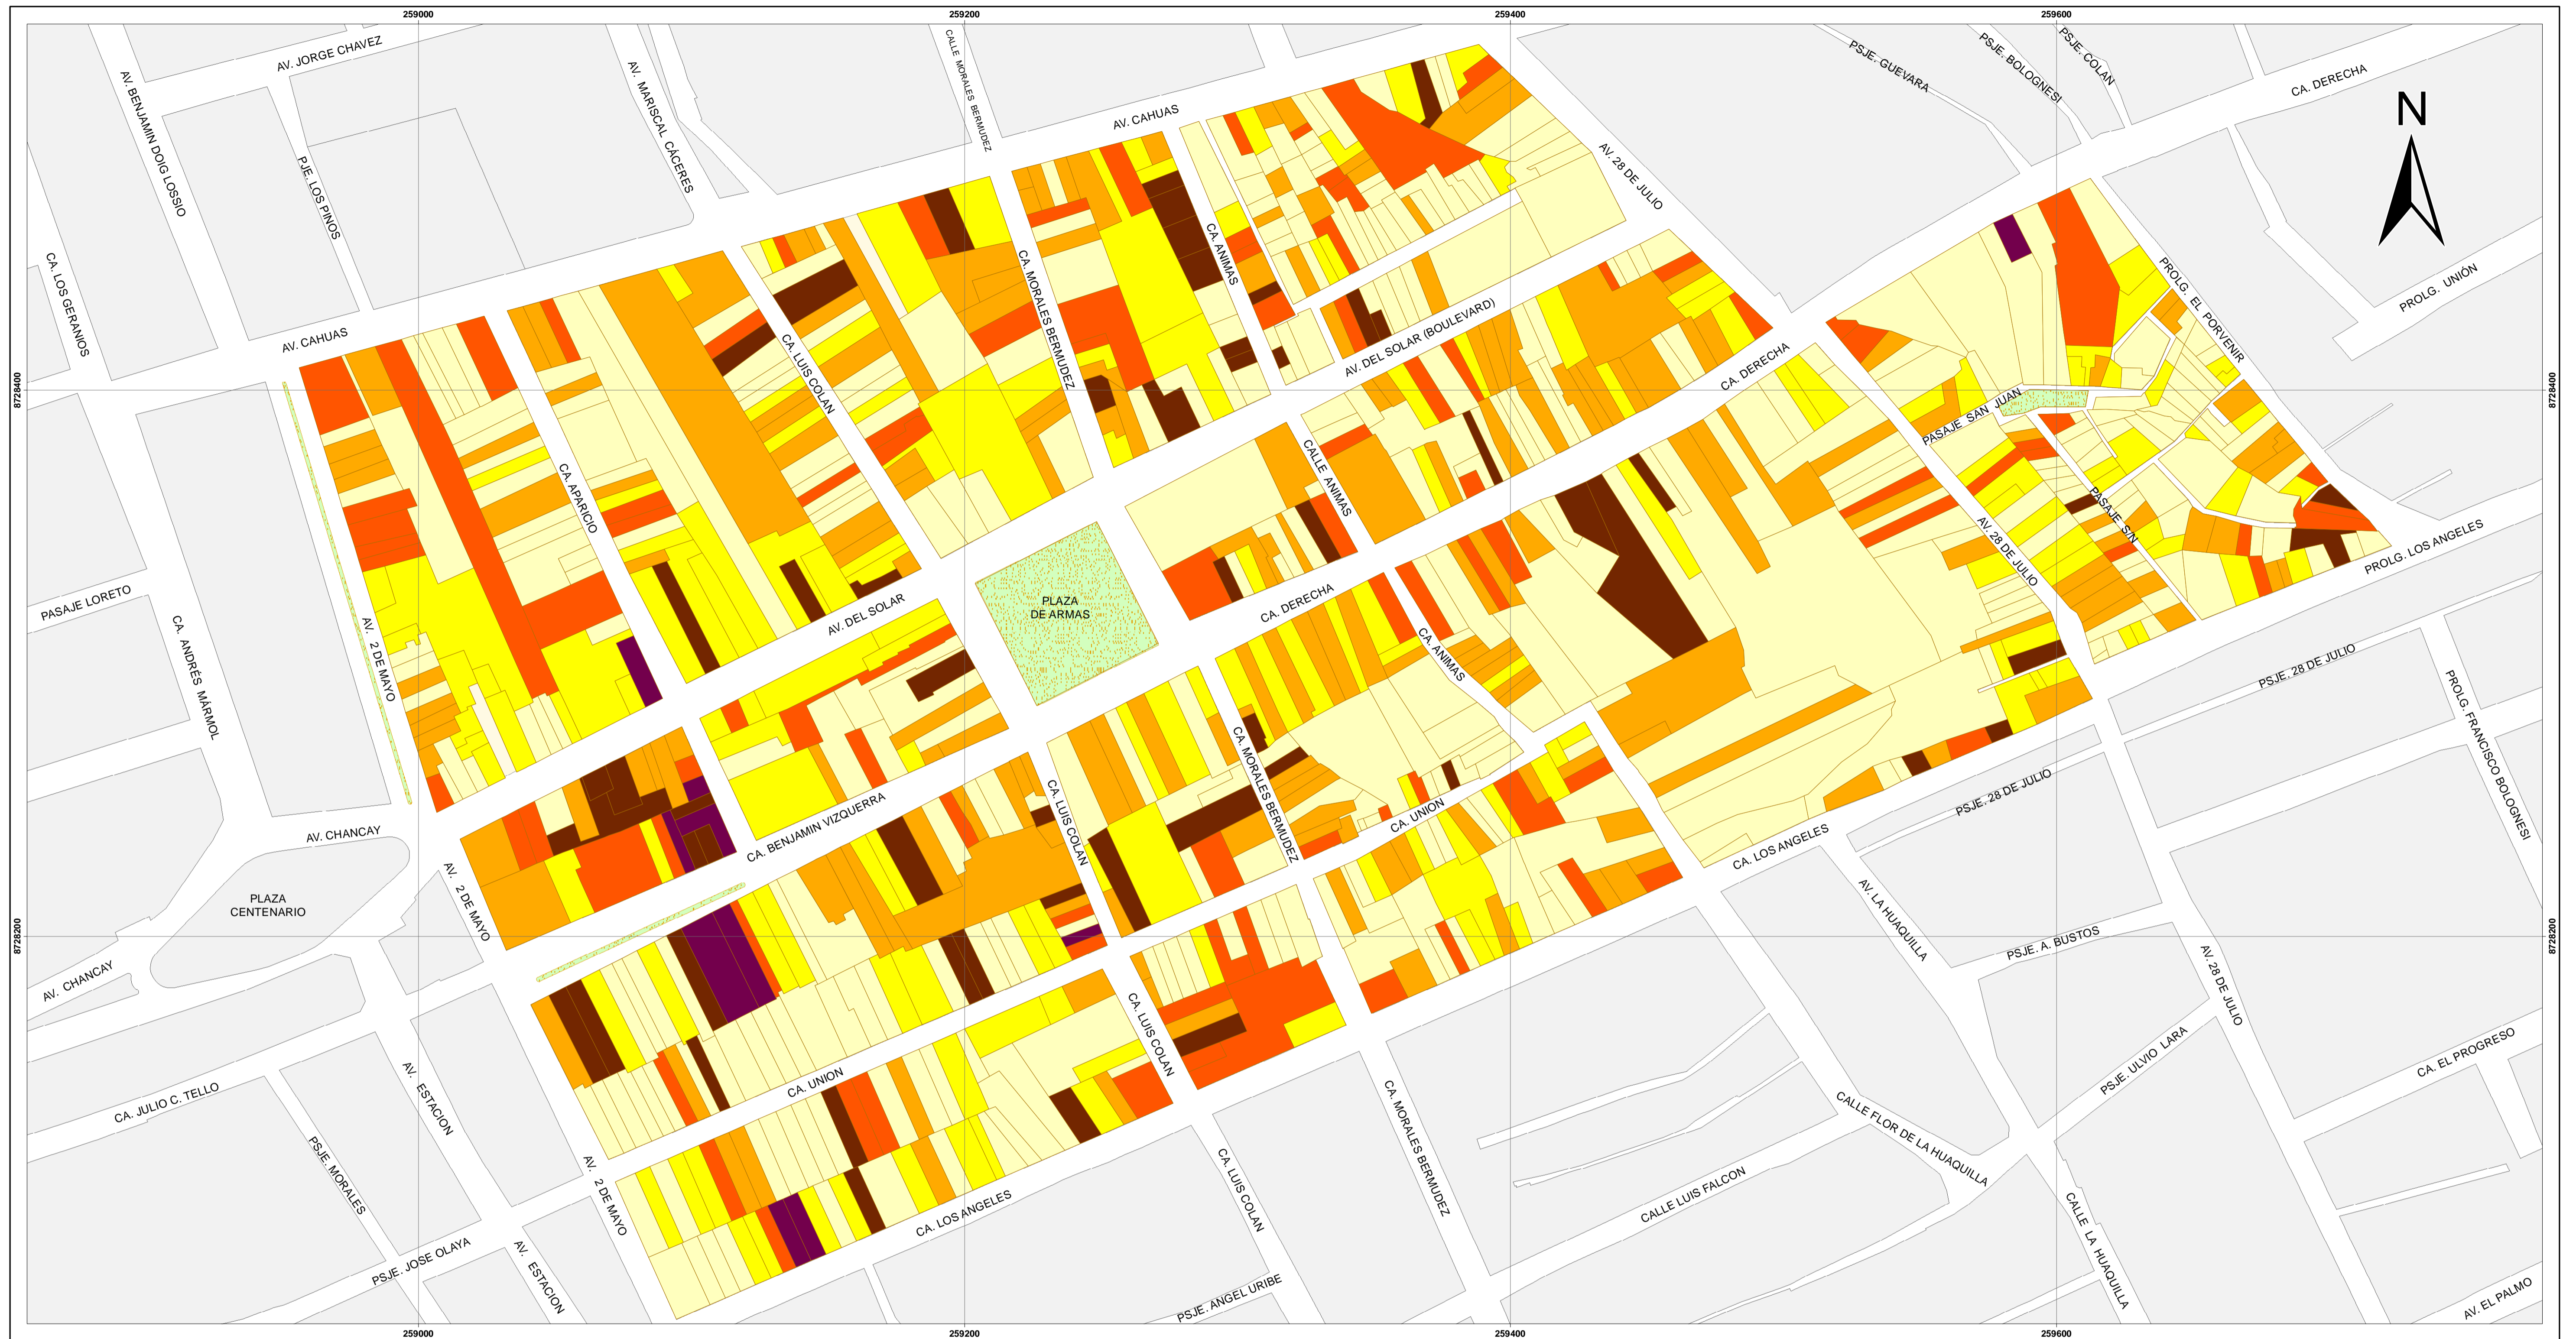 259000
259200
259400
259600
AV. JORGE CHAVEZ
AV. BENJAMIN DOIG LOSSIO
PJE. LOS PINOS
AV. MARISCAL CÁCERES
CALLE MORALES BERMUDEZ
AV. CAHUAS
PSJE. GUEVARA
PSJE. BOLOGNESI
PSJE. COLAN
CA. DERECHA
N
AV. 28 DE JULIO
CA. LOS GERANIOS
AV. CAHUAS
CA. ANIMAS
CA. MORALES BERMUDEZ
PROLG. EL PORVENIR
PROLG. UNIÓN
CA. LUIS COLAN
AV. DEL SOLAR (BOULEVARD)
CA. DERECHA
8728400
8728400
PASAJE SAN JUAN
CA. APARICIO
CALLE ANIMAS
PASAJE S/N
AV. 28 DE JULIO
PROLG. LOS ANGELES
PASAJE LORETO
CA. ANDRÉS MÁRMOL
AV. 2 DE MAYO
AV. DEL SOLAR
PLAZA
DE ARMAS
CA. DERECHA
CA. ANIMAS
PSJE. 28 DE JULIO
PROLG. FRANCISCO BOLOGNESI
AV. CHANCAY
CA. BENJAMIN VIZQUERRA
CA. LUIS COLAN
CA. MORALES BERMUDEZ
CA. UNION
CA. LOS ANGELES
PSJE. 28 DE JULIO
PLAZA
CENTENARIO
AV. 2 DE MAYO
AV. LA HUAQUILLA
PSJE. A. BUSTOS
8728200
8728200
AV. CHANCAY
AV. 28 DE JULIO
CA. JULIO C. TELLO
AV. ESTACION
CA. UNION
CA. LUIS COLAN
CA. MORALES BERMUDEZ
CALLE FLOR DE LA HUAQUILLA
PSJE. ULVIO LARA
CA. EL PROGRESO
PSJE. MORALES
AV. 2 DE MAYO
CA. LOS ANGELES
CA. LUIS COLAN
CALLE LUIS FALCON
CALLE LA HUAQUILLA
PSJE. JOSE OLAYA
AV. ESTACION
PSJE. ANGEL URIBE
AV. EL PALMO
259000
259200
259400
259600